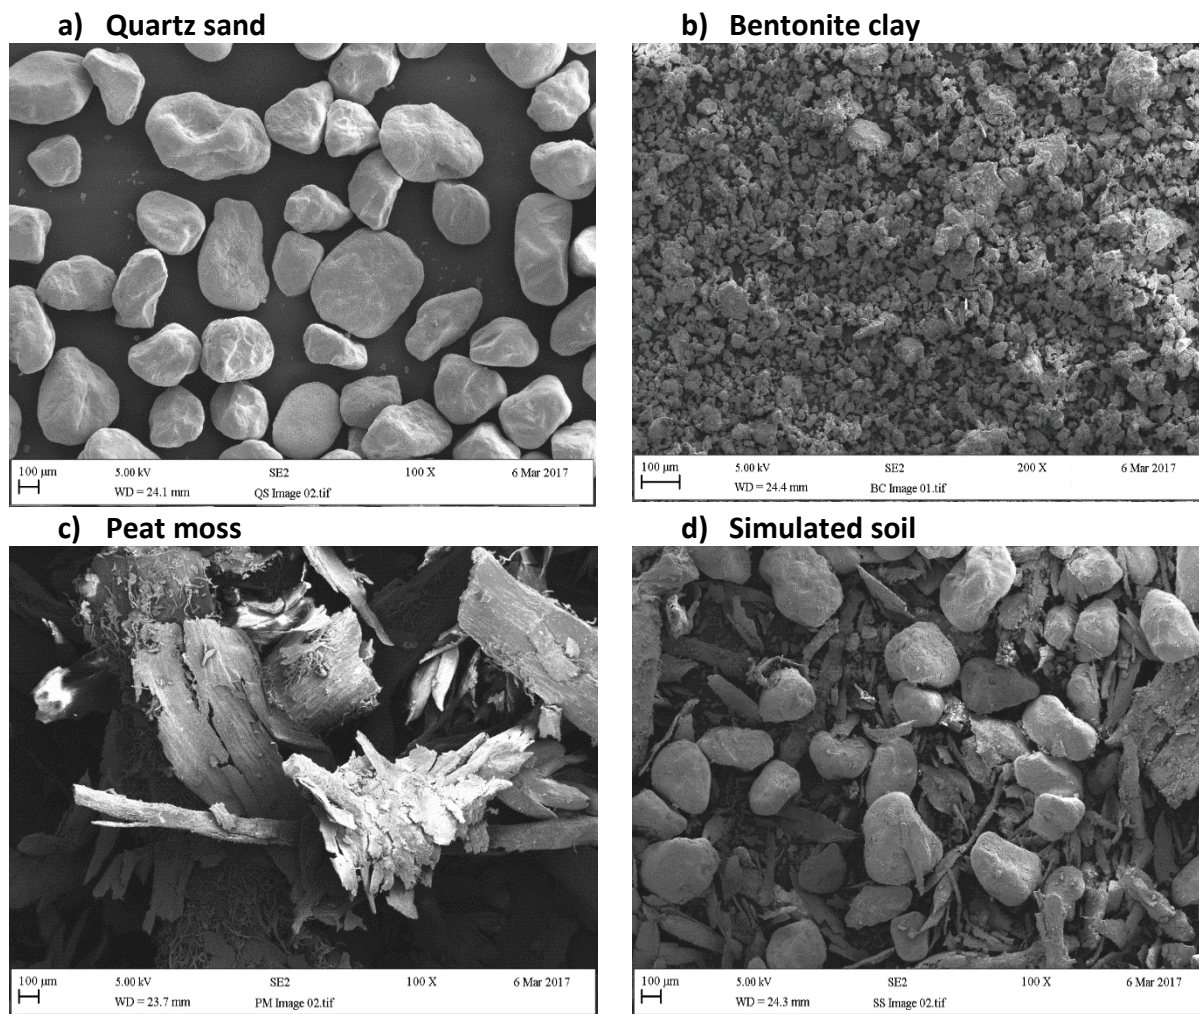 a) Quartz sand
b) Bentonite clay
100 µm 5.00 kV SE2 100 X 6 Mar 2017
WD = 24.1 mm QS Image 02.tif
100 µm 5.00 kV SE2 200 X 6 Mar 2017
WD = 24.4 mm BC Image 01.tif
c) Peat moss
d) Simulated soil
100 µm 5.00 kV SE2 100 X 6 Mar 2017
WD = 23.7 mm PM Image 02.tif
100 µm 5.00 kV SE2 100 X 6 Mar 2017
WD = 24.3 mm SS Image 02.tif